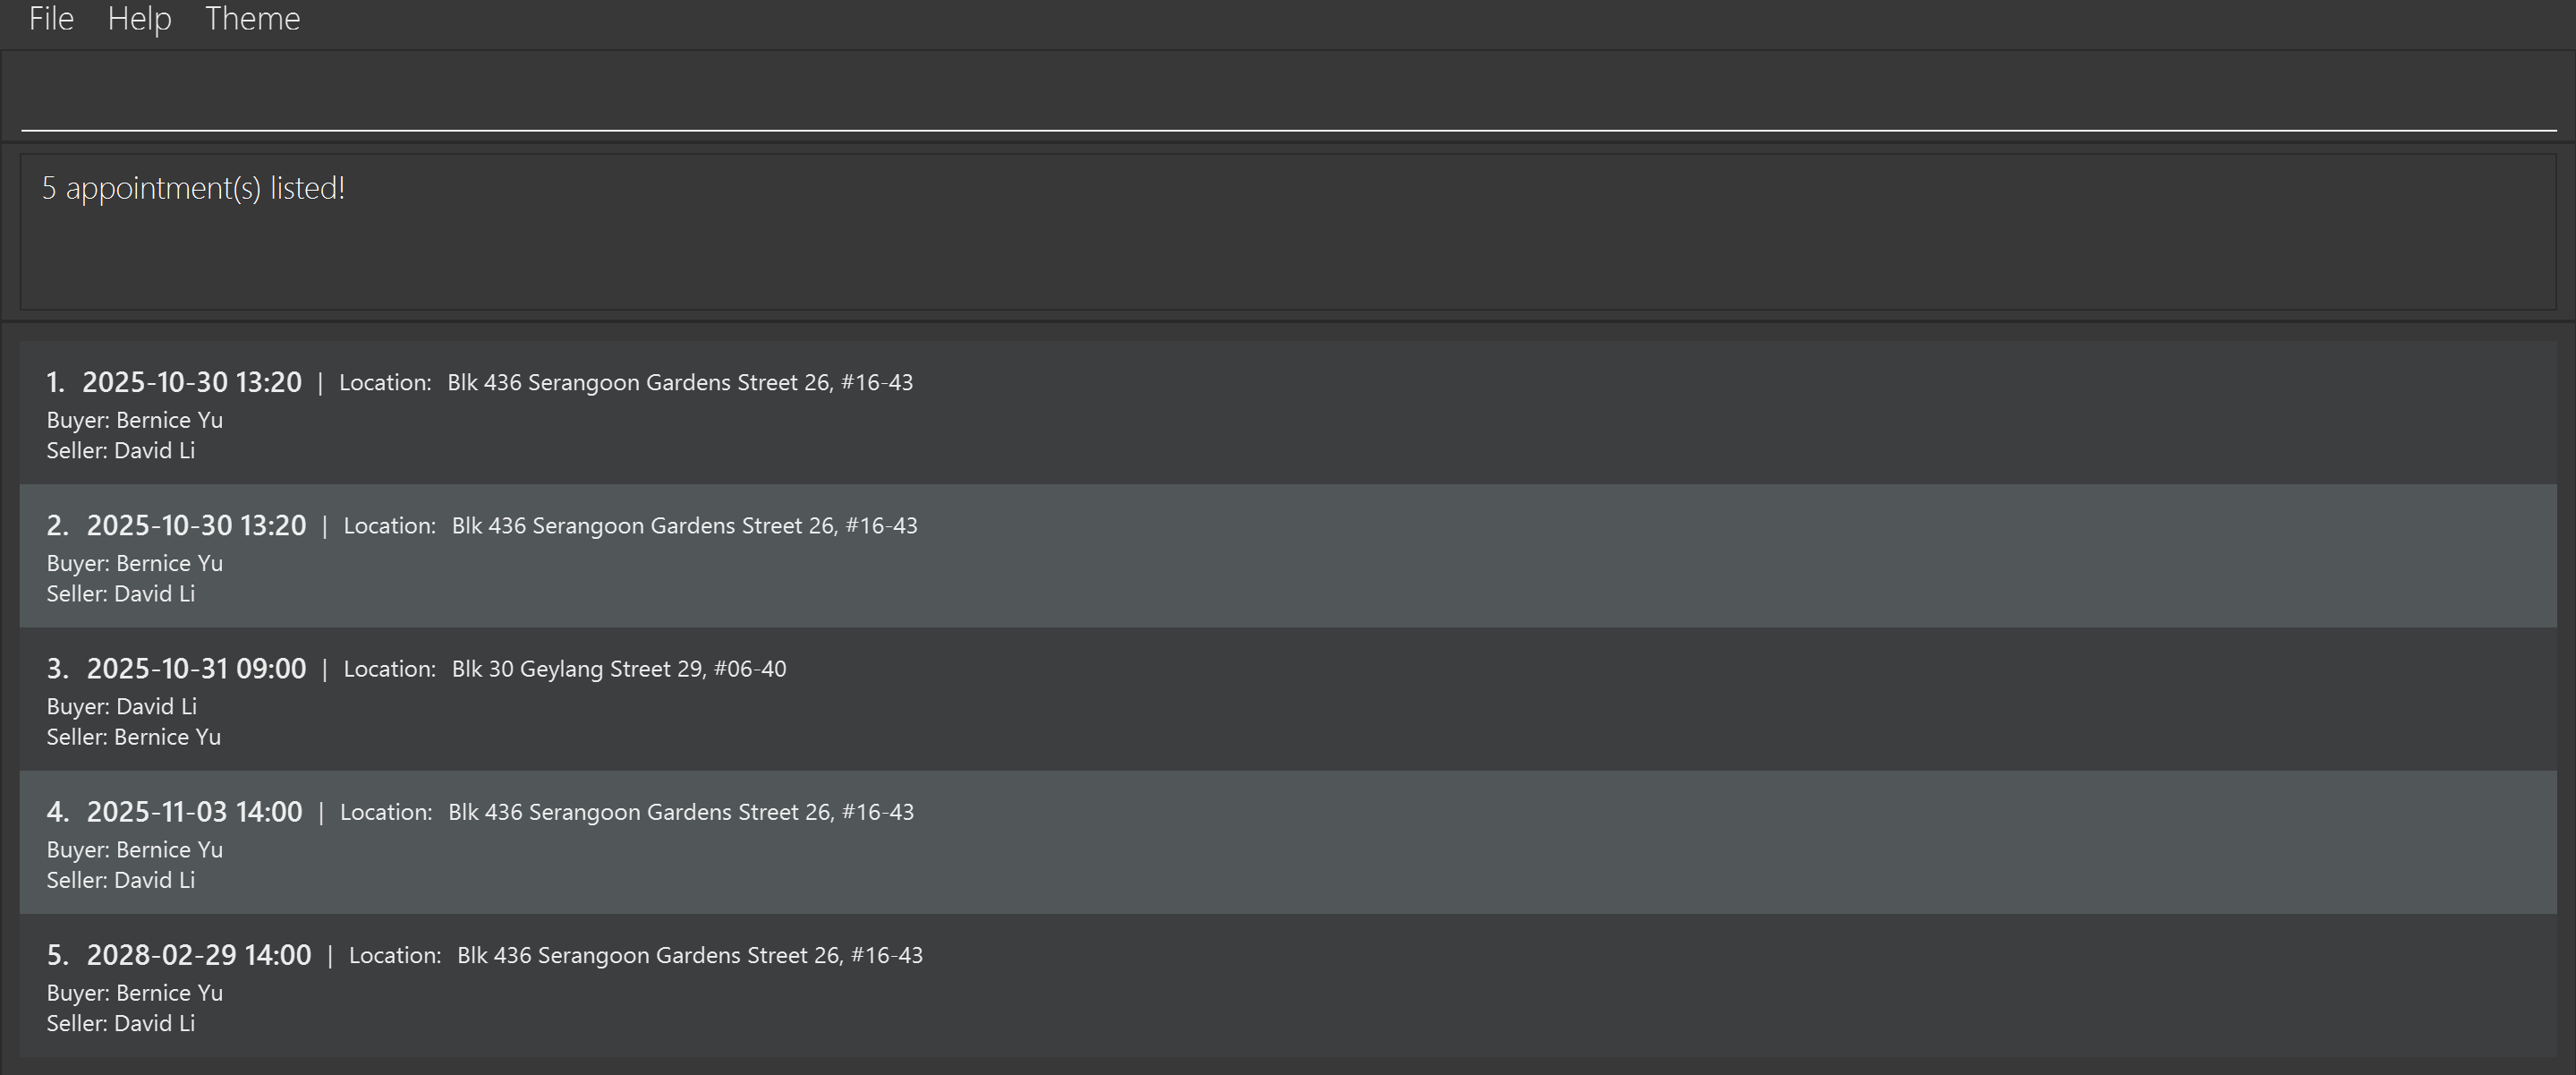 File Help Theme
5 appointment(s) listed!
1. 2025-10-30 13:20 | Location: Blk 436 Serangoon Gardens Street 26, #16-43
Buyer: Bernice Yu
Seller: David Li
2. 2025-10-30 13:20 | Location: Blk 436 Serangoon Gardens Street 26, #16-43
Buyer: Bernice Yu
Seller: David Li
3. 2025-10-31 09:00 | Location: Blk 30 Geylang Street 29, #06-40
Buyer: David Li
Seller: Bernice Yu
4. 2025-11-03 14:00 | Location: Blk 436 Serangoon Gardens Street 26, #16-43
Buyer: Bernice Yu
Seller: David Li
5. 2028-02-29 14:00 | Location: Blk 436 Serangoon Gardens Street 26, #16-43
Buyer: Bernice Yu
Seller: David Li